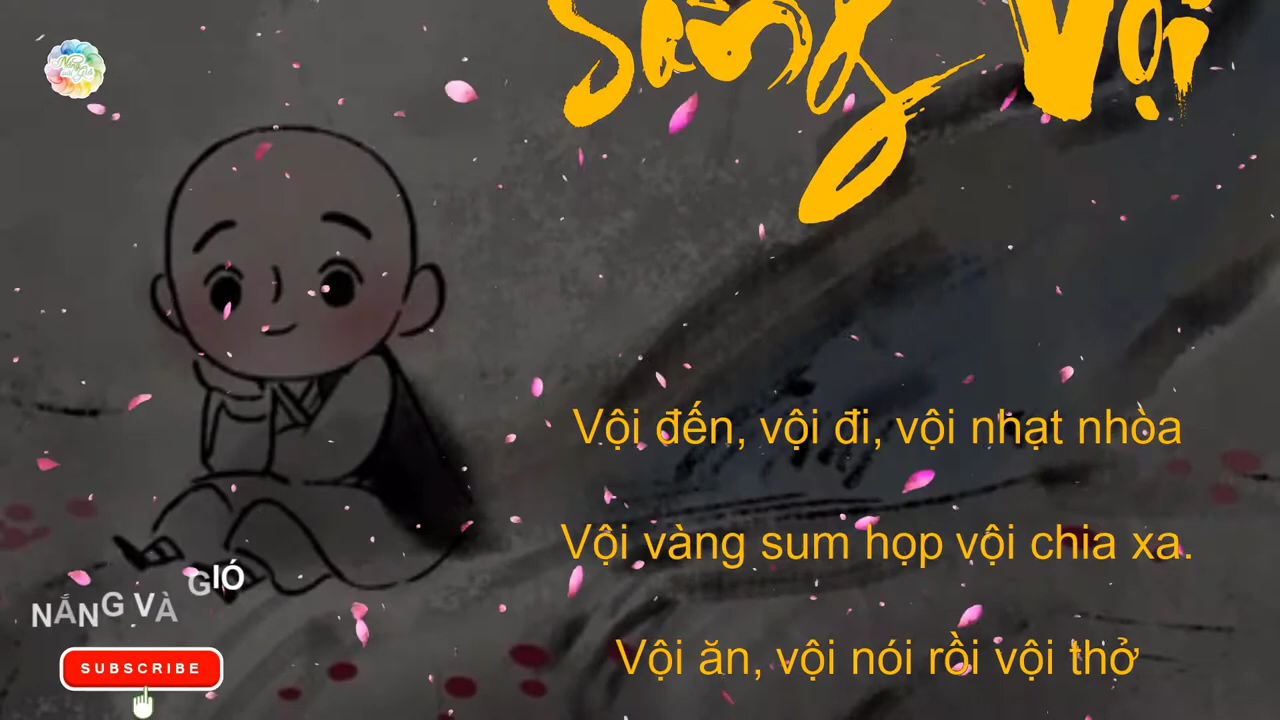 Sống Vội
Vội đến, vội đi, vội nhạt nhòa
Vội vàng sum họp vội chia xa.
Vội ăn, vội nói rồi vội thở
NẮNG VÀ GIÓ
SUBSCRIBE